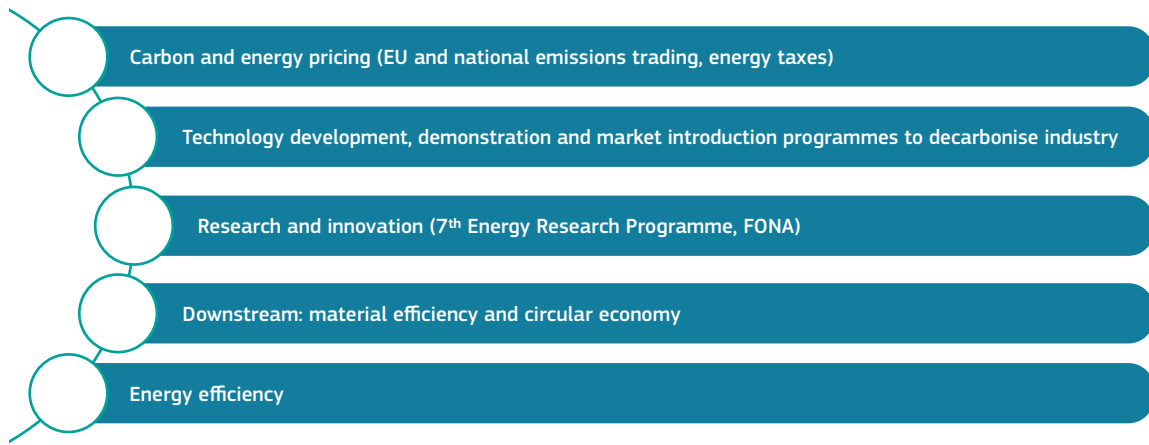 Carbon and energy pricing (EU and national emissions trading, energy taxes)
Technology development, demonstration and market introduction programmes to decarbonise industry
Research and innovation (7th Energy Research Programme, FONA)
Downstream: material efficiency and circular economy
Energy efficiency